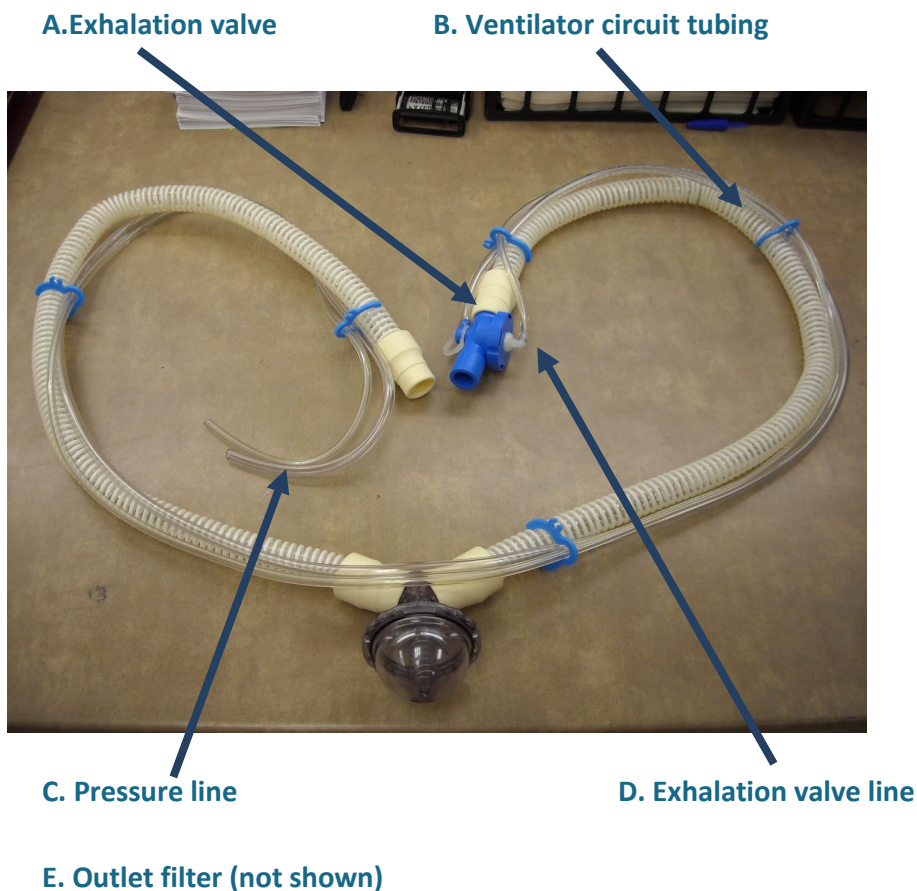 A.Exhalation valve
B. Ventilator circuit tubing
C. Pressure line
D. Exhalation valve line
E. Outlet filter (not shown)